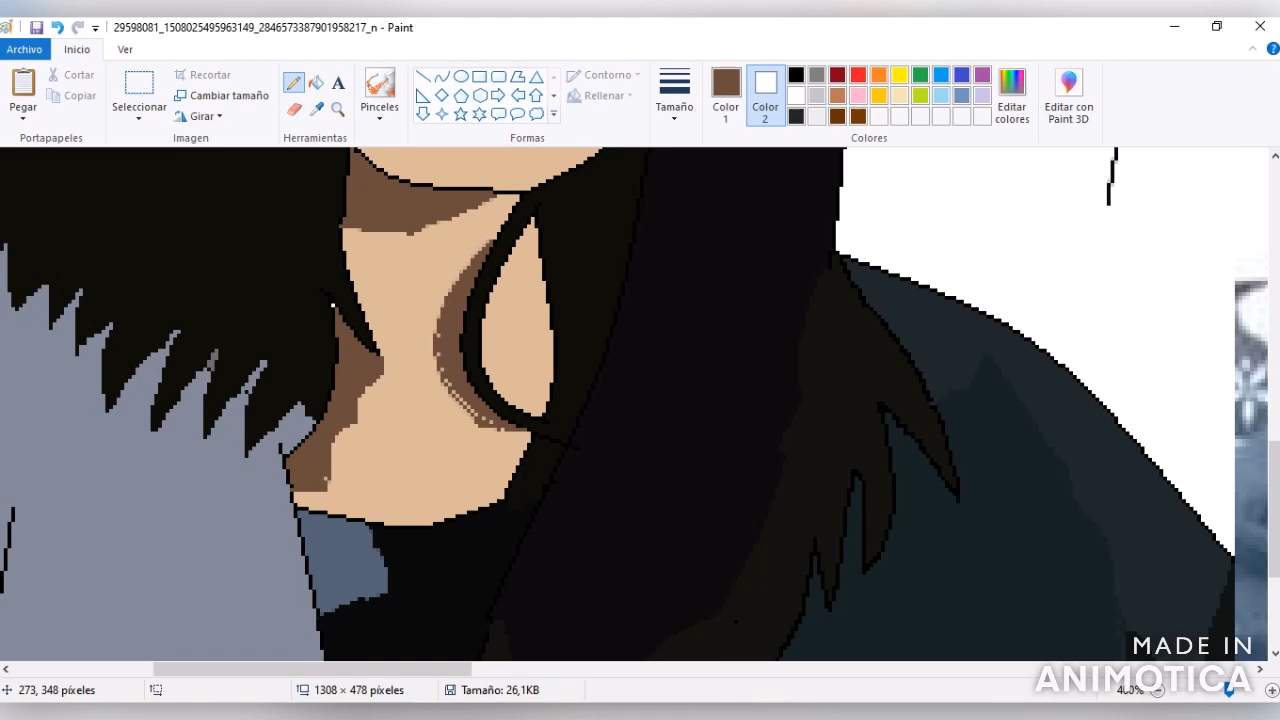 29598081_1508025495963149_2846573387901958217_n - Paint
Archivo Inicio Ver
Pegar
Cortar
Copiar
Portapapeles
Seleccionar
Recortar
Cambiar tamaño
Girar
Imagen
A
Herramientas
Pinceles
Contorno
Rellenar
Formas
Tamaño
Color
1
Color
2
Editar
colores
Colores
Editar con
Paint 3D
MADE IN
ANIMOTICA
273, 348 píxeles
1308 × 478 píxeles
Tamaño: 26,1KB
400%